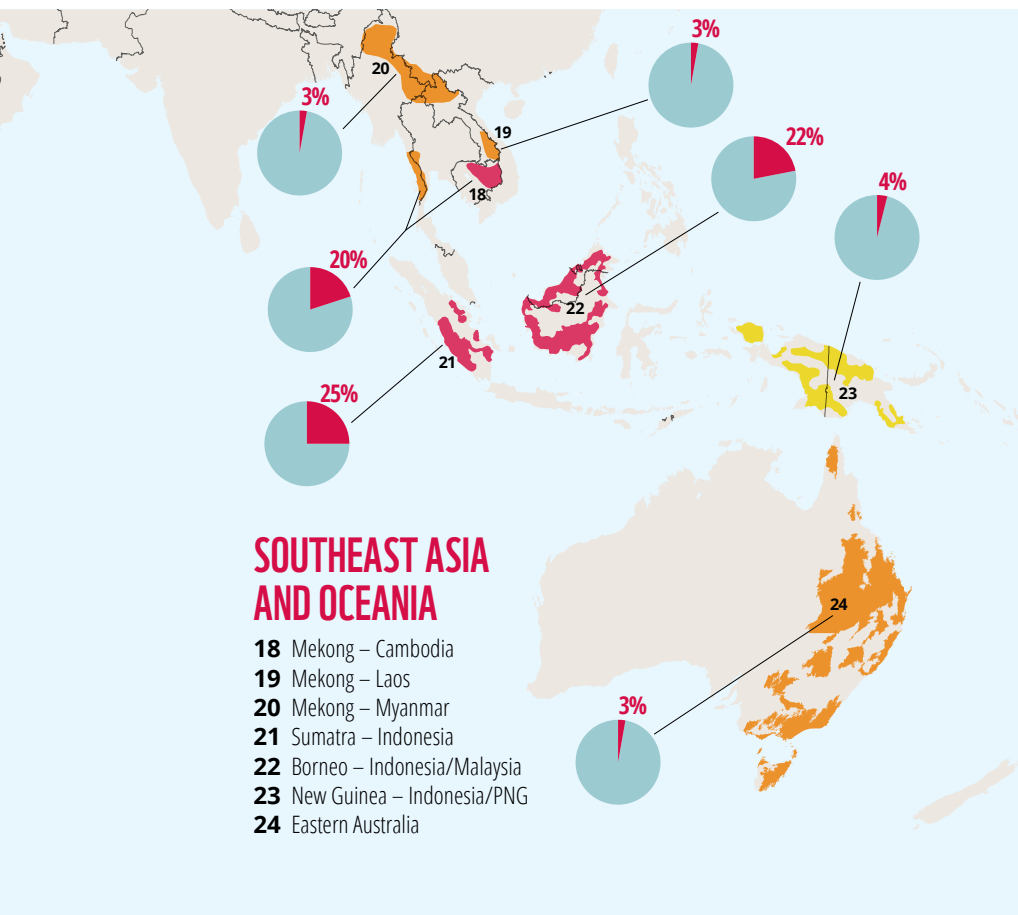 3%
20
3%
19
22%
18
4%
20%
22
21
23
25%
SOUTHEAST ASIA
AND OCEANIA
24
18 Mekong – Cambodia
19 Mekong – Laos
20 Mekong – Myanmar
21 Sumatra – Indonesia
22 Borneo – Indonesia/Malaysia
23 New Guinea – Indonesia/PNG
24 Eastern Australia
3%